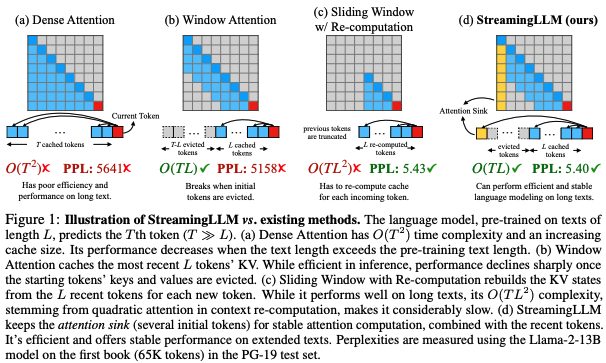 (a) Dense Attention
(b) Window Attention
(c) Sliding Window
w/ Re-computation
(d) StreamingLLM (ours)
Current Token
Attention Sink
...
T cached tokens
...
T-L evicted
tokens
L cached
tokens
previous tokens
are truncated
...
L re-computed
tokens
...
evicted
tokens
...
L cached
tokens
O(T²)✗ PPL: 5641✗
O(TL)✓ PPL: 5158✗
O(TL²)✗ PPL: 5.43✓
O(TL)✓ PPL: 5.40✓
Has poor efficiency and
performance on long text.
Breaks when initial
tokens are evicted.
Has to re-compute cache
for each incoming token.
Can perform efficient and stable
language modeling on long texts.
Figure 1: Illustration of StreamingLLM vs. existing methods. The language model, pre-trained on texts of
length L, predicts the Tth token (T ≫ L). (a) Dense Attention has O(T²) time complexity and an increasing
cache size. Its performance decreases when the text length exceeds the pre-training text length. (b) Window
Attention caches the most recent L tokens' KV. While efficient in inference, performance declines sharply once
the starting tokens' keys and values are evicted. (c) Sliding Window with Re-computation rebuilds the KV states
from the L recent tokens for each new token. While it performs well on long texts, its O(TL²) complexity,
stemming from quadratic attention in context re-computation, makes it considerably slow. (d) StreamingLLM
keeps the attention sink (several initial tokens) for stable attention computation, combined with the recent tokens.
It's efficient and offers stable performance on extended texts. Perplexities are measured using the Llama-2-13B
model on the first book (65K tokens) in the PG-19 test set.